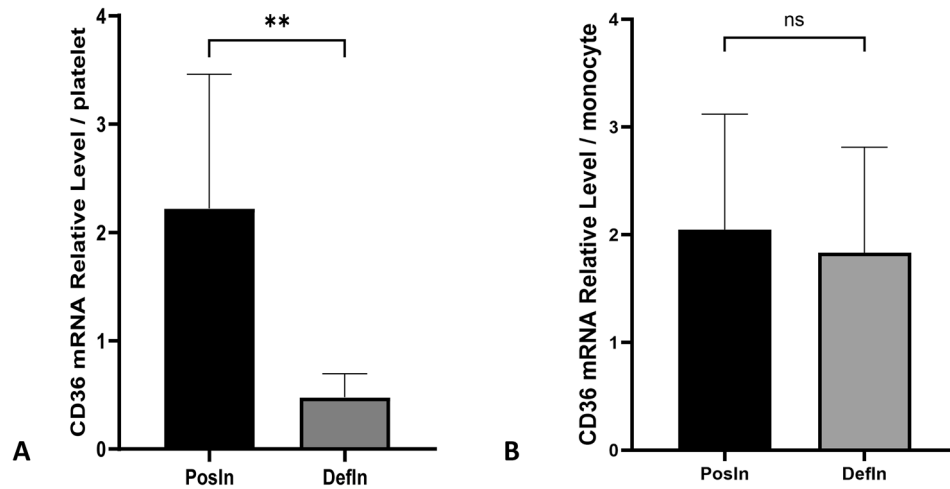 CD36 mRNA Relative Level / platelet
4
3
2
1
0
**
PosIn
DefIn
A
CD36 mRNA Relative Level / monocyte
4
3
2
1
0
ns
PosIn
DefIn
B